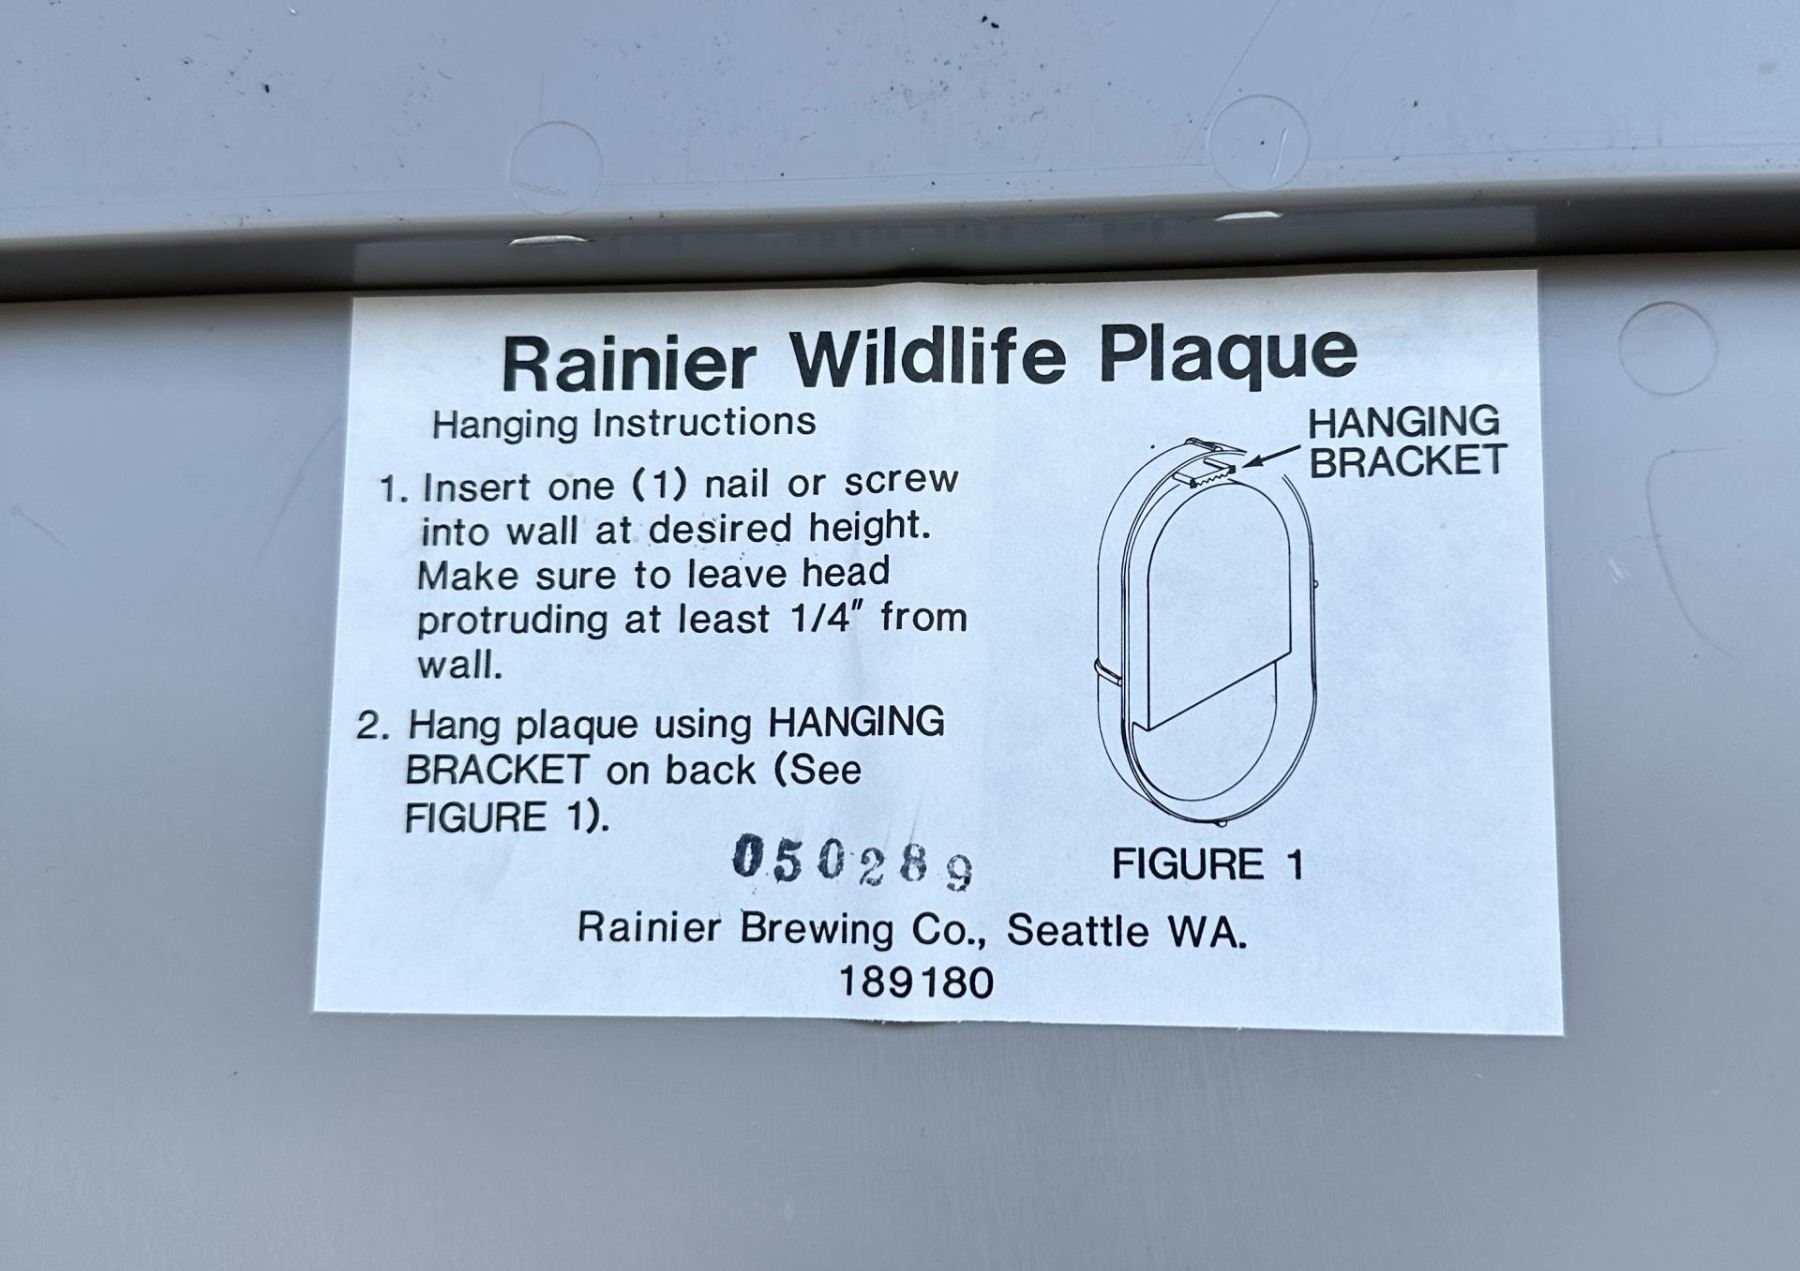 Rainier Wildlife Plaque
Hanging Instructions
1. Insert one (1) nail or screw
into wall at desired height.
Make sure to leave head
protruding at least 1/4″ from
wall.
2. Hang plaque using HANGING
BRACKET on back (See
FIGURE 1).
HANGING
BRACKET
FIGURE 1
050289
Rainier Brewing Co., Seattle WA.
189180